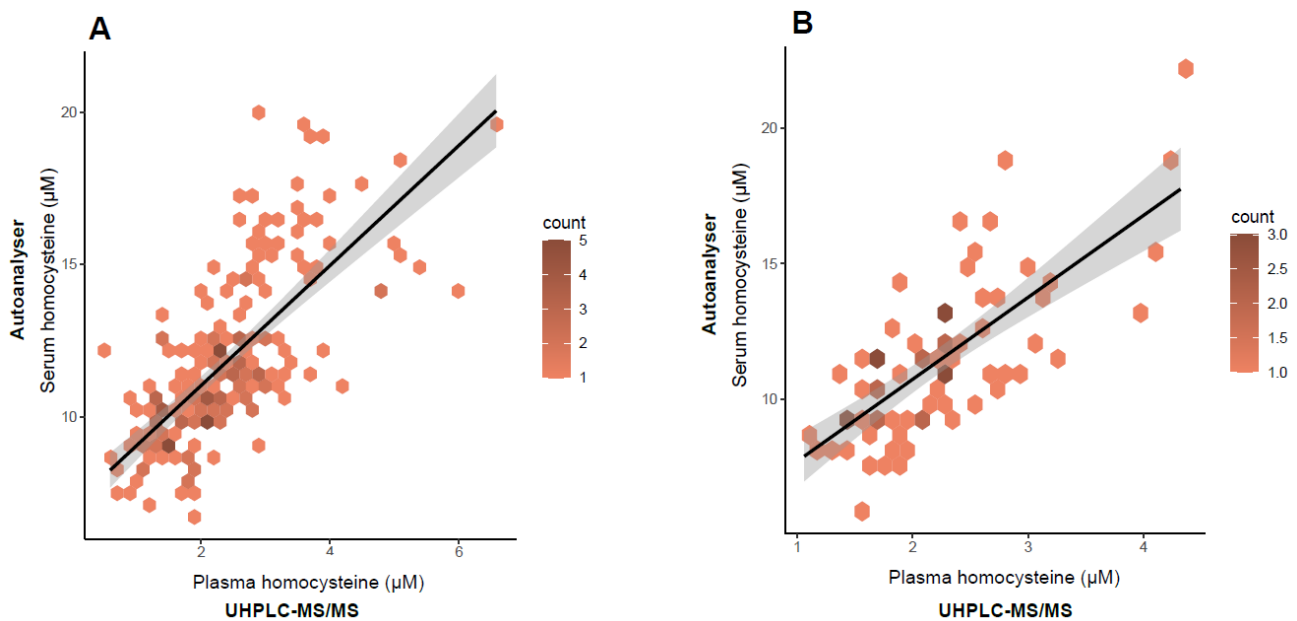 A
Autoanalyser
Serum homocysteine (µM)
20
15
10
2
4
6
Plasma homocysteine (µM)
UHPLC-MS/MS
count
5
4
3
2
1
B
Autoanalyser
Serum homocysteine (µM)
20
15
10
1
2
3
4
Plasma homocysteine (µM)
UHPLC-MS/MS
count
3.0
2.5
2.0
1.5
1.0